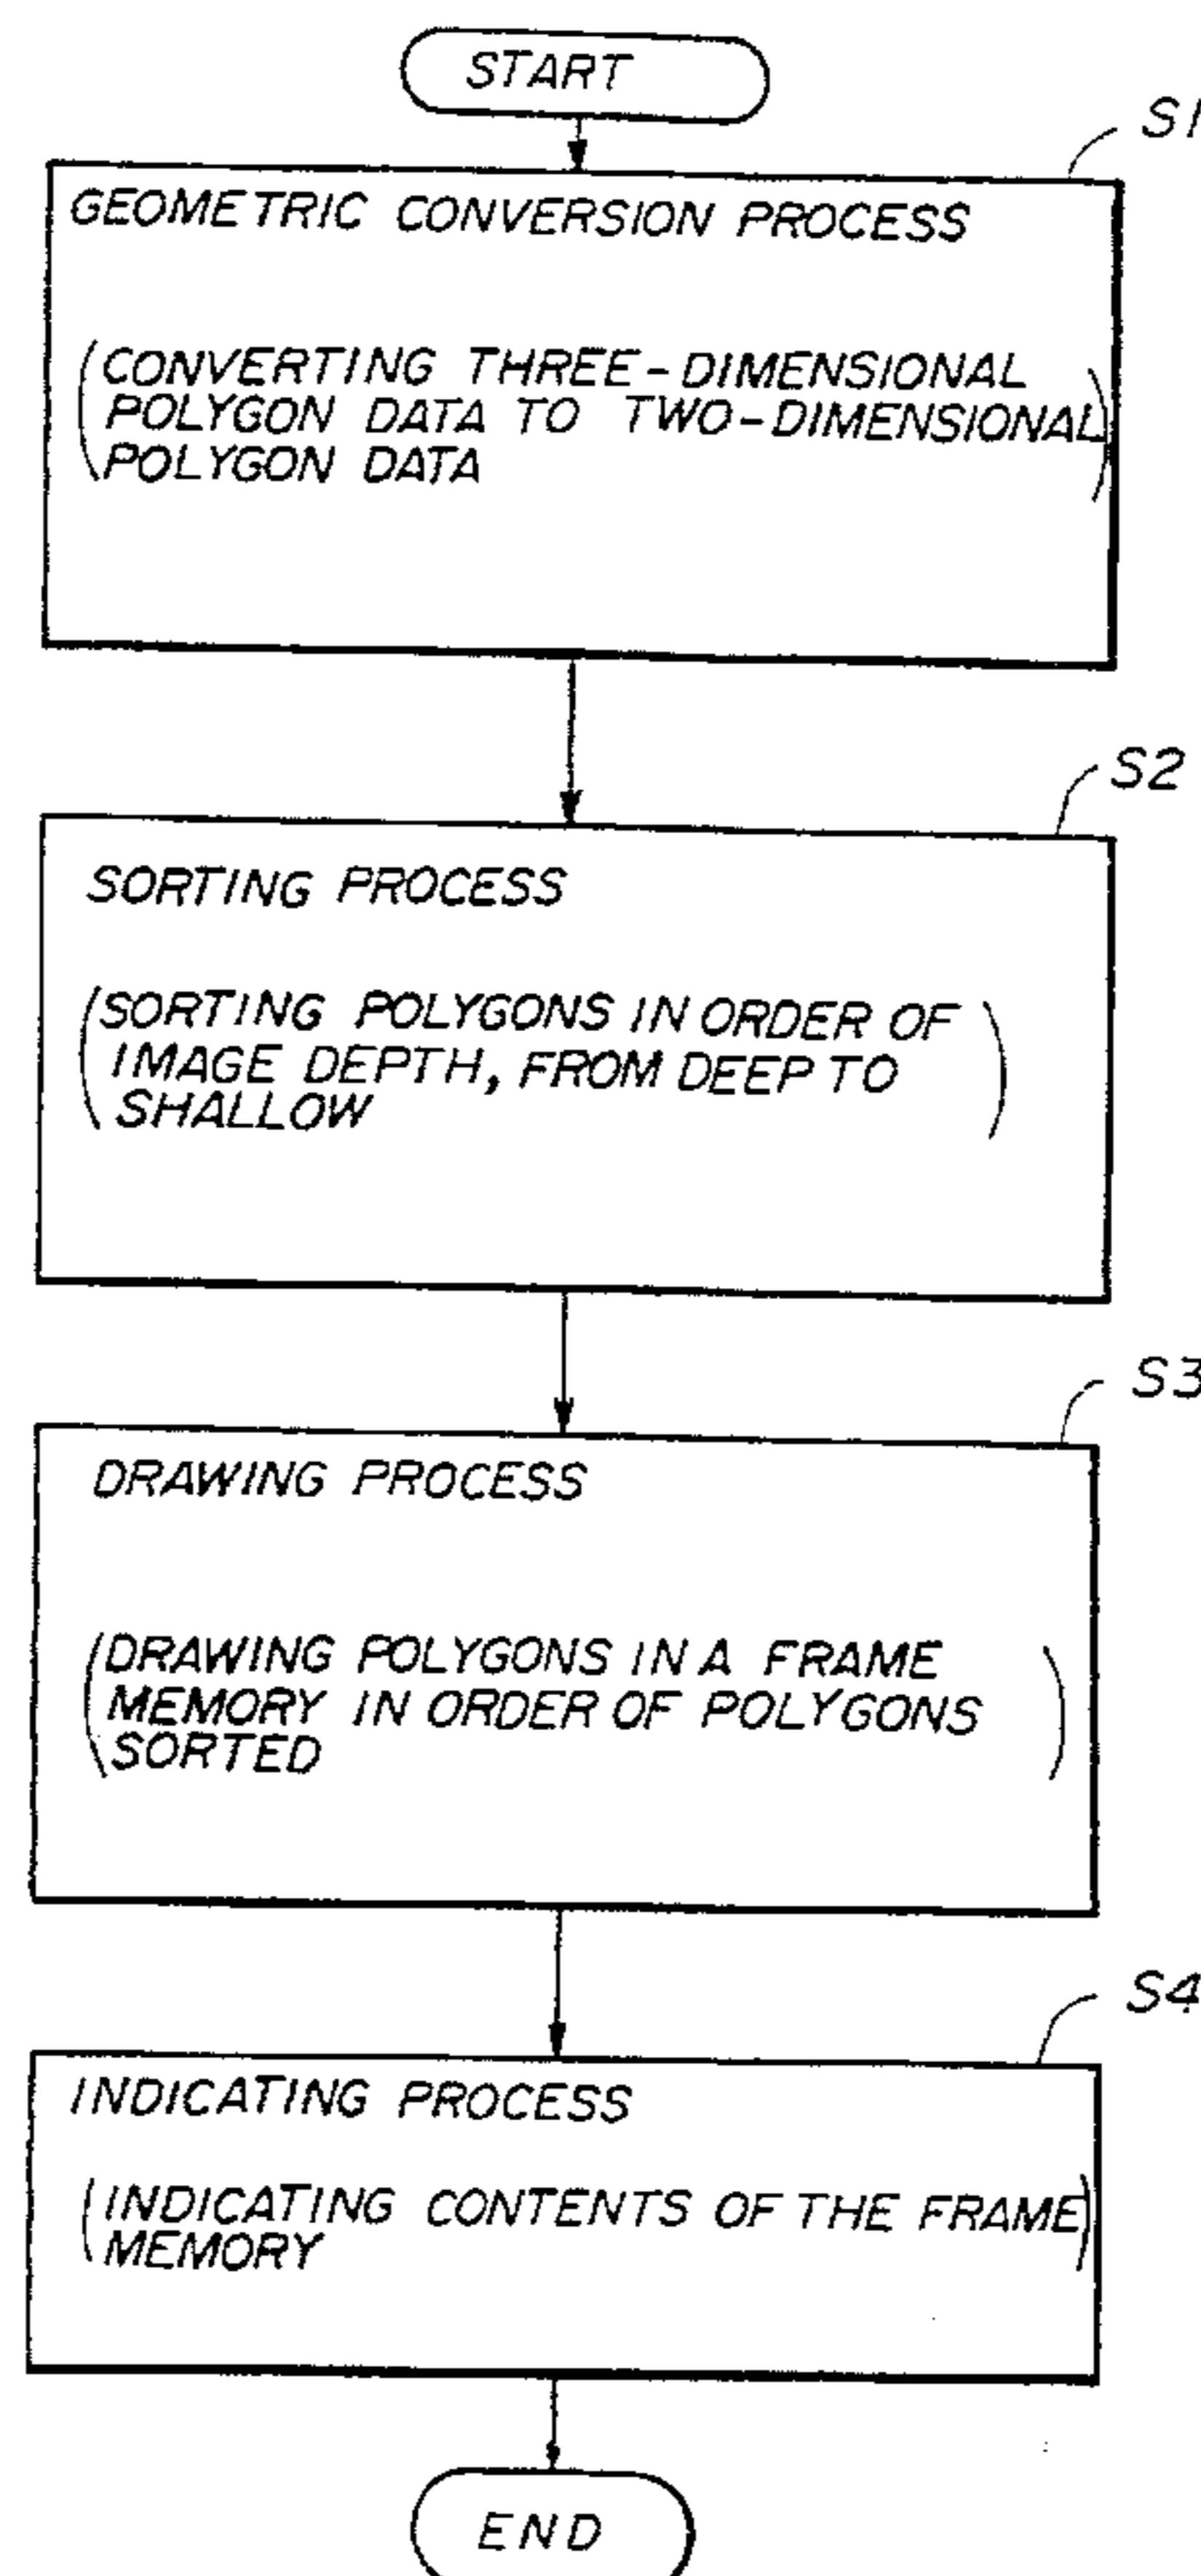 START
S1
GEOMETRIC CONVERSION PROCESS
(CONVERTING THREE-DIMENSIONAL
POLYGON DATA TO TWO-DIMENSIONAL
POLYGON DATA)
S2
SORTING PROCESS
(SORTING POLYGONS IN ORDER OF
IMAGE DEPTH, FROM DEEP TO
SHALLOW)
S3
DRAWING PROCESS
(DRAWING POLYGONS IN A FRAME
MEMORY IN ORDER OF POLYGONS
SORTED)
S4
INDICATING PROCESS
(INDICATING CONTENTS OF THE FRAME
MEMORY)
END